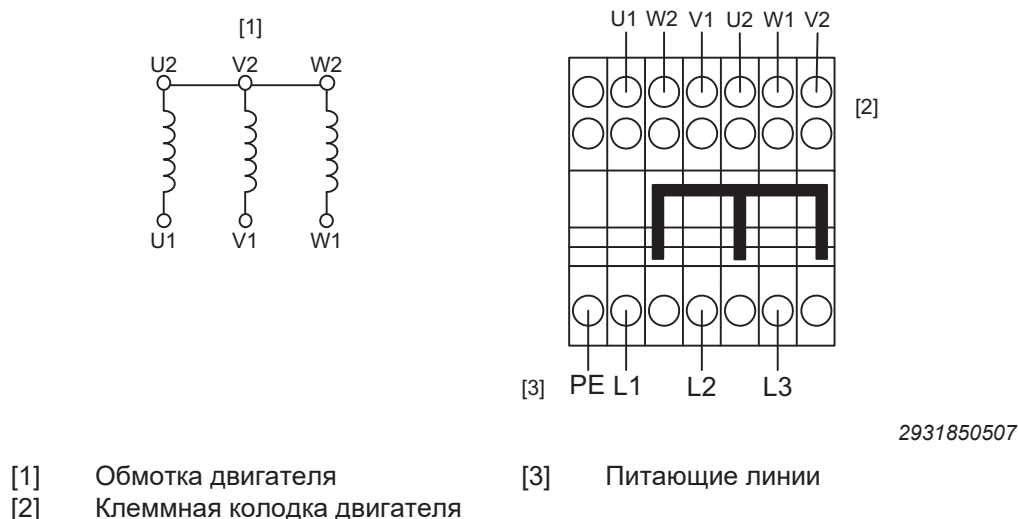 [1]
U2 V2 W2
U1 V1 W1
U1 W2 V1 U2 W1 V2
[2]
[3] PE L1 L2 L3
2931850507
[1] Обмотка двигателя
[2] Клеммная колодка двигателя
[3] Питающие линии